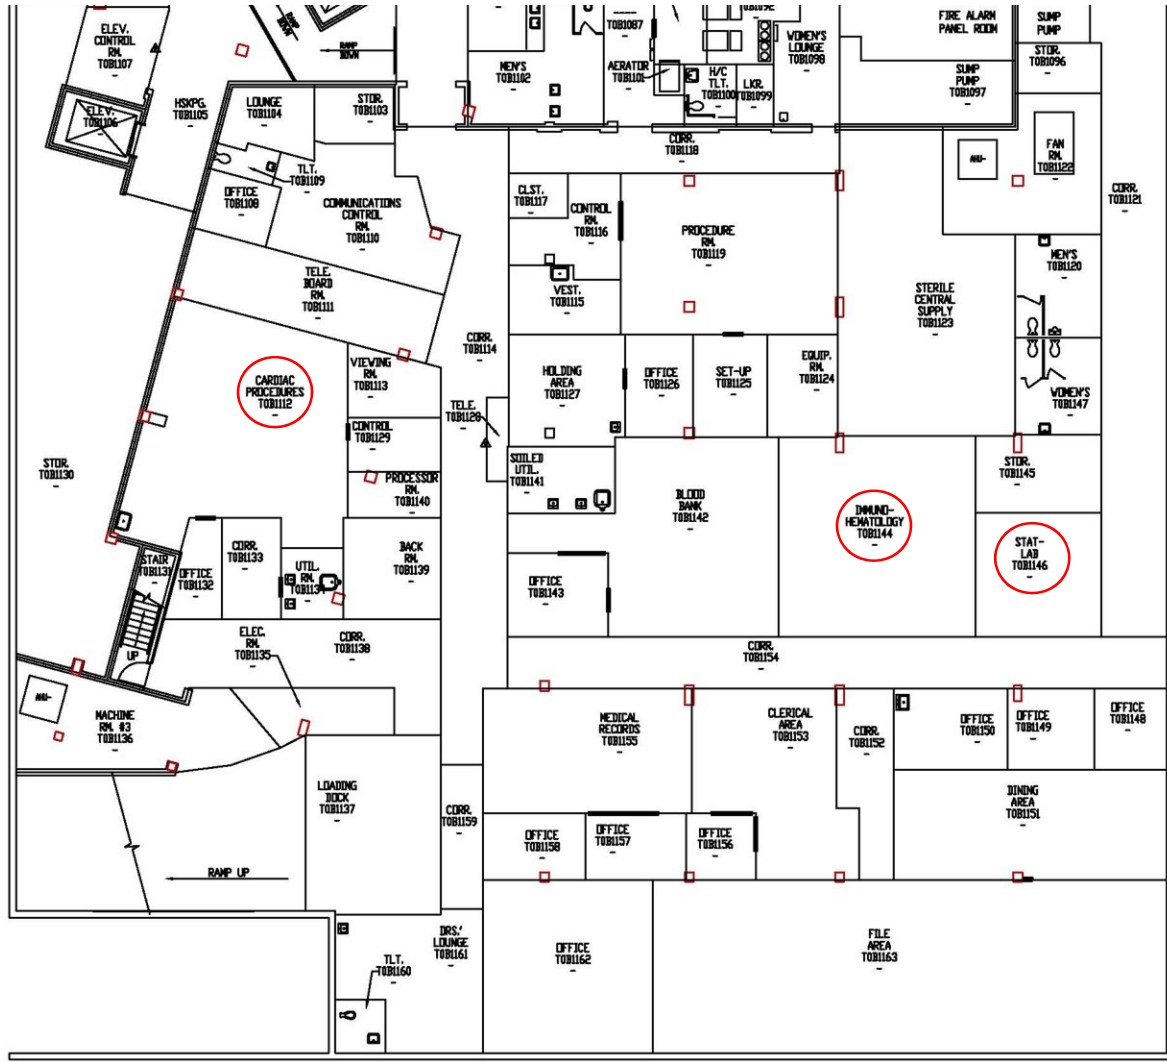 ELEV.
CONTROL
RM.
TOB1107
-
RAMP
DOWN
RAMP
DOWN
MEN'S
TOB1102
-
TOB1087
-
AERATOR
TOB1101
-
TOB1092
-
H/C
TLT.
TOB1100
-
LKR.
TOB1099
-
WOMEN'S
LOUNGE
TOB1098
-
FIRE ALARM
PANEL ROOM
SUMP
PUMP
STOR.
TOB1096
-
SUMP
PUMP
TOB1097
-
ELEV.
TOB1106
-
HSKPG.
TOB1105
-
LOUNGE
TOB1104
-
STOR.
TOB1103
-
TLT.
TOB1109
-
OFFICE
TOB1108
-
COMMUNICATIONS
CONTROL
RM.
TOB1110
-
TELE.
BOARD
RM.
TOB1111
-
CORR.
TOB1118
-
CLST.
TOB1117
-
CONTROL
RM.
TOB1116
-
VEST.
TOB1115
-
PROCEDURE
RM.
TOB1119
-
AHU-
FAN
RM.
TOB1122
-
CORR.
TOB1121
-
MEN'S
TOB1120
-
STERILE
CENTRAL
SUPPLY
TOB1123
-
WOMEN'S
TOB1147
-
CORR.
TOB1114
-
CARDIAC
PROCEDURES
TOB1112
-
VIEWING
RM.
TOB1113
-
HOLDING
AREA
TOB1127
-
OFFICE
TOB1126
-
SET-UP
TOB1125
-
EQUIP.
RM.
TOB1124
-
CONTROL
TOB1129
-
TELE.
TOB1128
-
STOR.
TOB1130
-
PROCESSOR
RM.
TOB1140
-
SOILED
UTIL.
TOB1141
-
BLOOD
BANK
TOB1142
-
IMMUNO-
HEMATOLOGY
TOB1144
-
STOR.
TOB1145
-
STAT-
LAB
TOB1146
-
STAIR
TOB1131
-
UP
OFFICE
TOB1132
-
CORR.
TOB1133
-
UTIL.
RM.
TOB1134
-
BACK
RM.
TOB1139
-
OFFICE
TOB1143
-
ELEC.
RM.
TOB1135
-
CORR.
TOB1138
-
CORR.
TOB1154
-
AHU-
MACHINE
RM. #3
TOB1136
-
MEDICAL
RECORDS
TOB1155
-
CLERICAL
AREA
TOB1153
-
CORR.
TOB1152
-
OFFICE
TOB1150
-
OFFICE
TOB1149
-
OFFICE
TOB1148
-
LOADING
DOCK
TOB1137
-
CORR.
TOB1159
-
OFFICE
TOB1158
-
OFFICE
TOB1157
-
OFFICE
TOB1156
-
DINING
AREA
TOB1151
-
RAMP UP
DRS.'
LOUNGE
TOB1161
-
TLT.
TOB1160
-
OFFICE
TOB1162
-
FILE
AREA
TOB1163
-